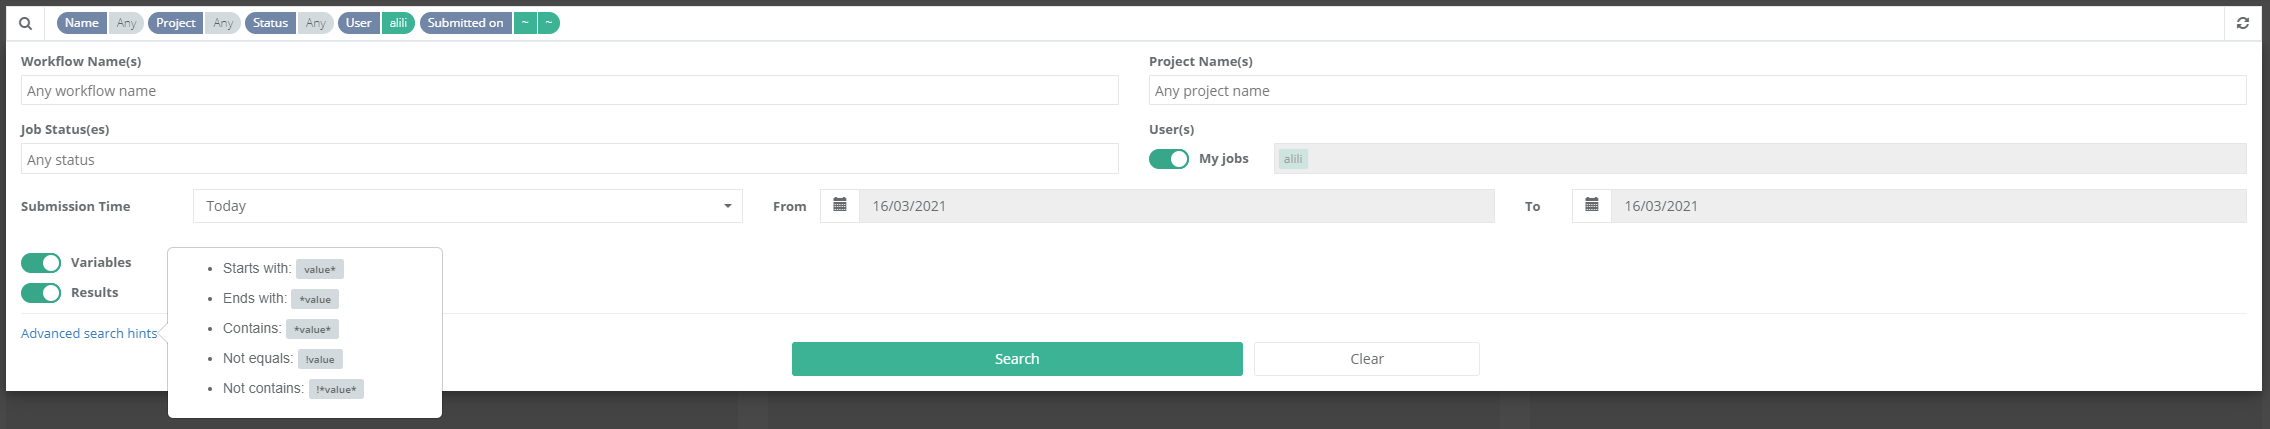 Name Any Project Any Status Any User alili Submitted on ~ ~
Workflow Name(s) Project Name(s)
Any workflow name Any project name
Job Status(es) User(s)
Any status My jobs alili
Submission Time Today From 16/03/2021 To 16/03/2021
Variables
Results
Advanced search hints
• Starts with: value*
• Ends with: *value
• Contains: *value*
• Not equals: !value
• Not contains: !*value*
Search Clear